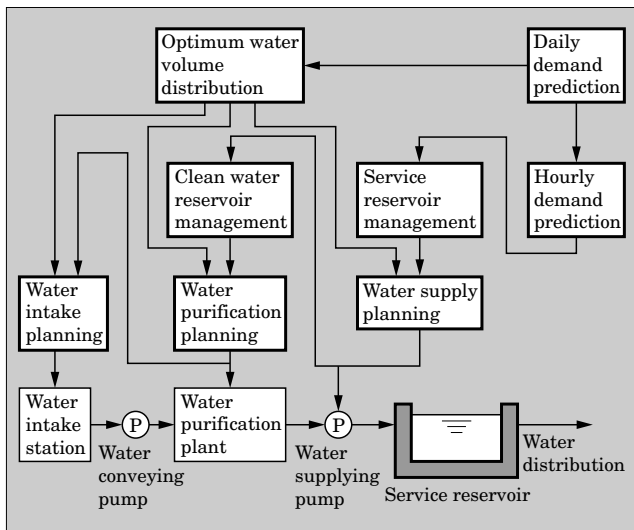 Optimum water
volume
distribution
Daily
demand
prediction
Clean water
reservoir
management
Service
reservoir
management
Hourly
demand
prediction
Water
intake
planning
Water
purification
planning
Water supply
planning
Water
intake
station
P
Water
conveying
pump
Water
purification
plant
P
Water
supplying
pump
Service reservoir
Water
distribution